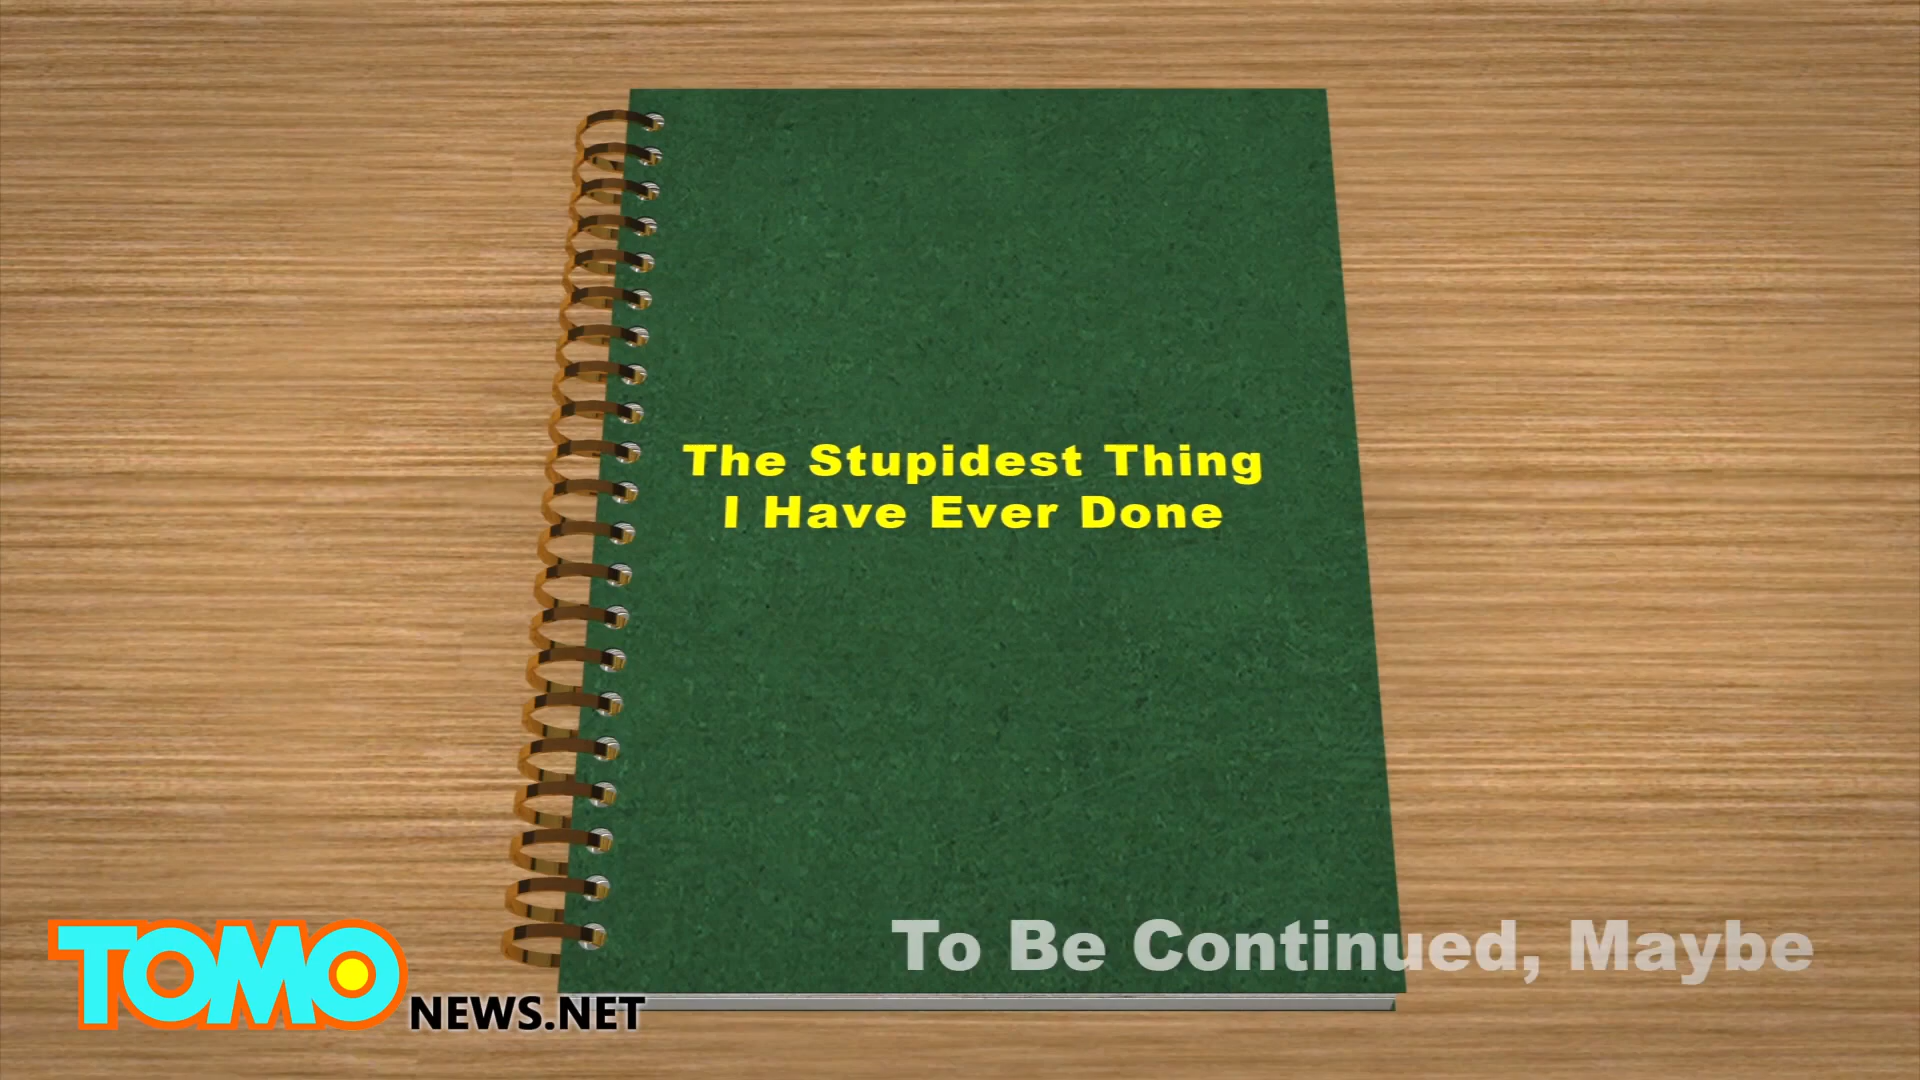 The Stupidest Thing
I Have Ever Done
To Be Continued, Maybe
TOMO NEWS.NET